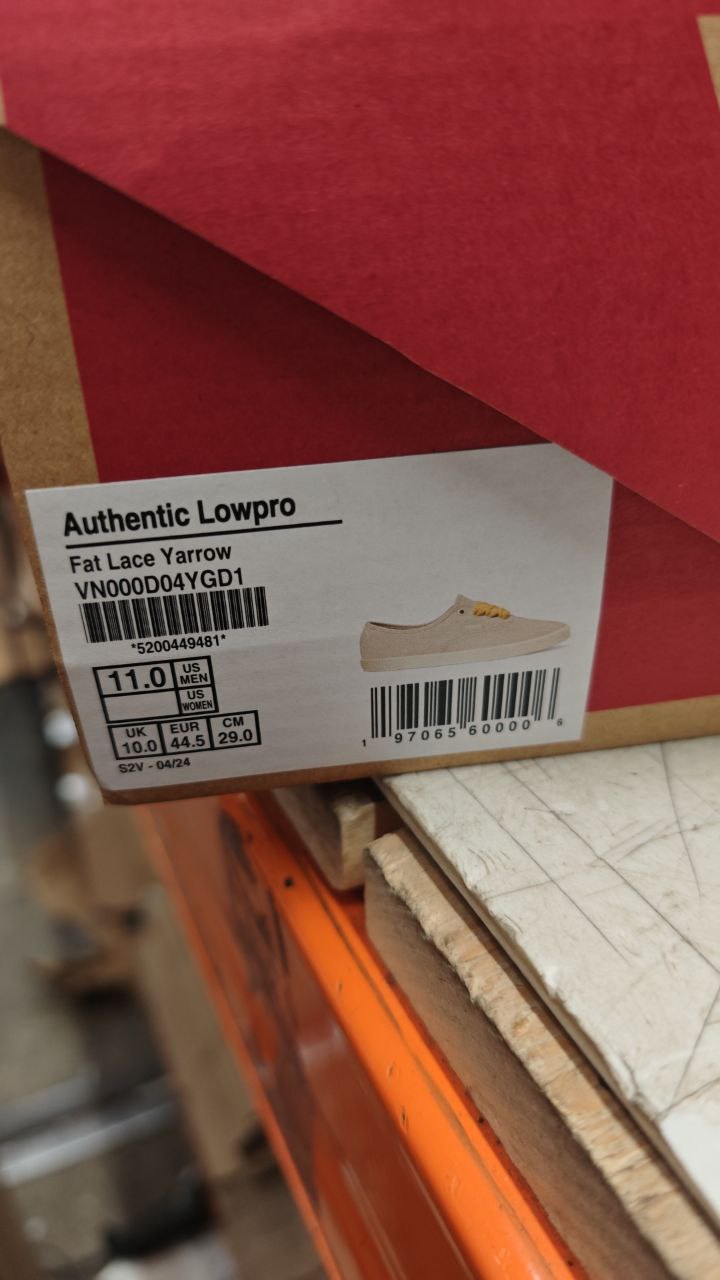 Authentic Lowpro
Fat Lace Yarrow
VN000D04YGD1
*5200449481*
11.0 US MEN
US WOMEN
UK 10.0 EUR 44.5 CM 29.0
S2V - 04/24
1 97065 60000 6